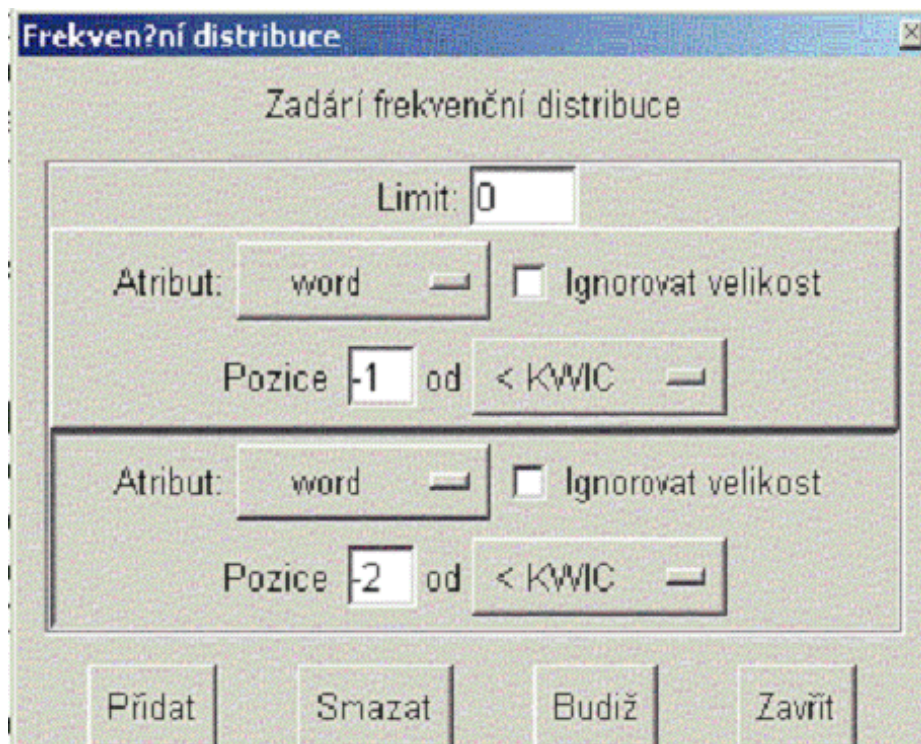 Frekven?ní distribuce
Zadárí frekvenční distribuce
Limit: 0
Atribut: word Ignorovat velikost
Pozice -1 od < KWIC
Atribut: word Ignorovat velikost
Pozice -2 od < KWIC
Přidat Smazat Budiž Zavřít